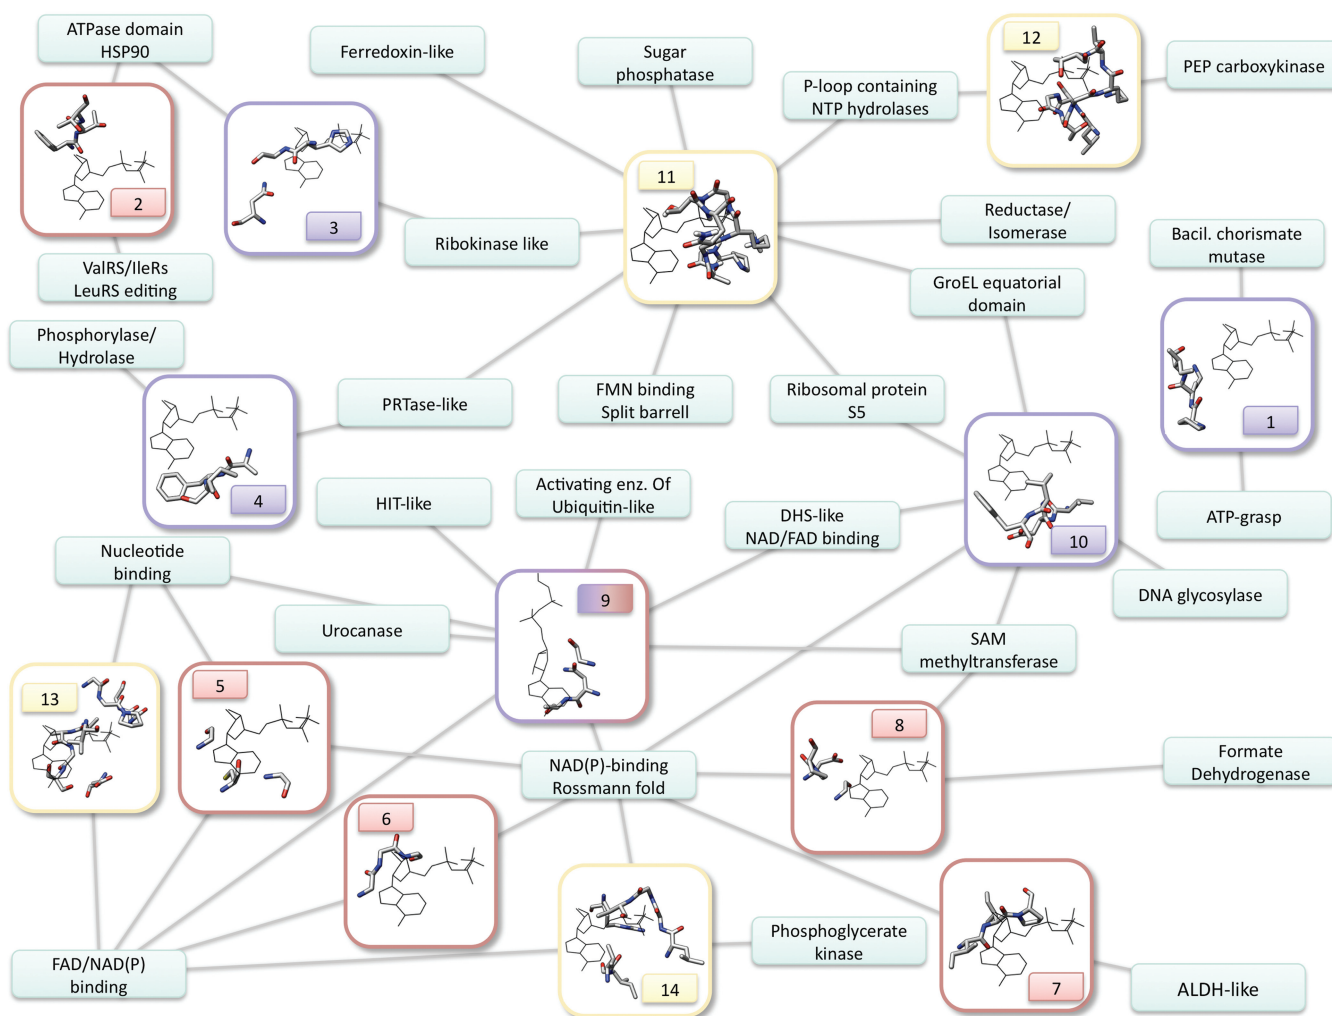 ATPase domain
HSP90
Ferredoxin-like
Sugar
phosphatase
P-loop containing
NTP hydrolases
12
PEP carboxykinase
2
3
11
Ribokinase like
Reductase/
Isomerase
Bacil. chorismate
mutase
ValRS/IleRs
LeuRS editing
GroEL equatorial
domain
Phosphorylase/
Hydrolase
PRTase-like
FMN binding
Split barrell
Ribosomal protein
S5
1
4
HIT-like
Activating enz. Of
Ubiquitin-like
DHS-like
NAD/FAD binding
10
ATP-grasp
Nucleotide
binding
9
DNA glycosylase
Urocanase
SAM
methyltransferase
13
5
8
NAD(P)-binding
Rossmann fold
Formate
Dehydrogenase
6
FAD/NAD(P)
binding
14
Phosphoglycerate
kinase
7
ALDH-like